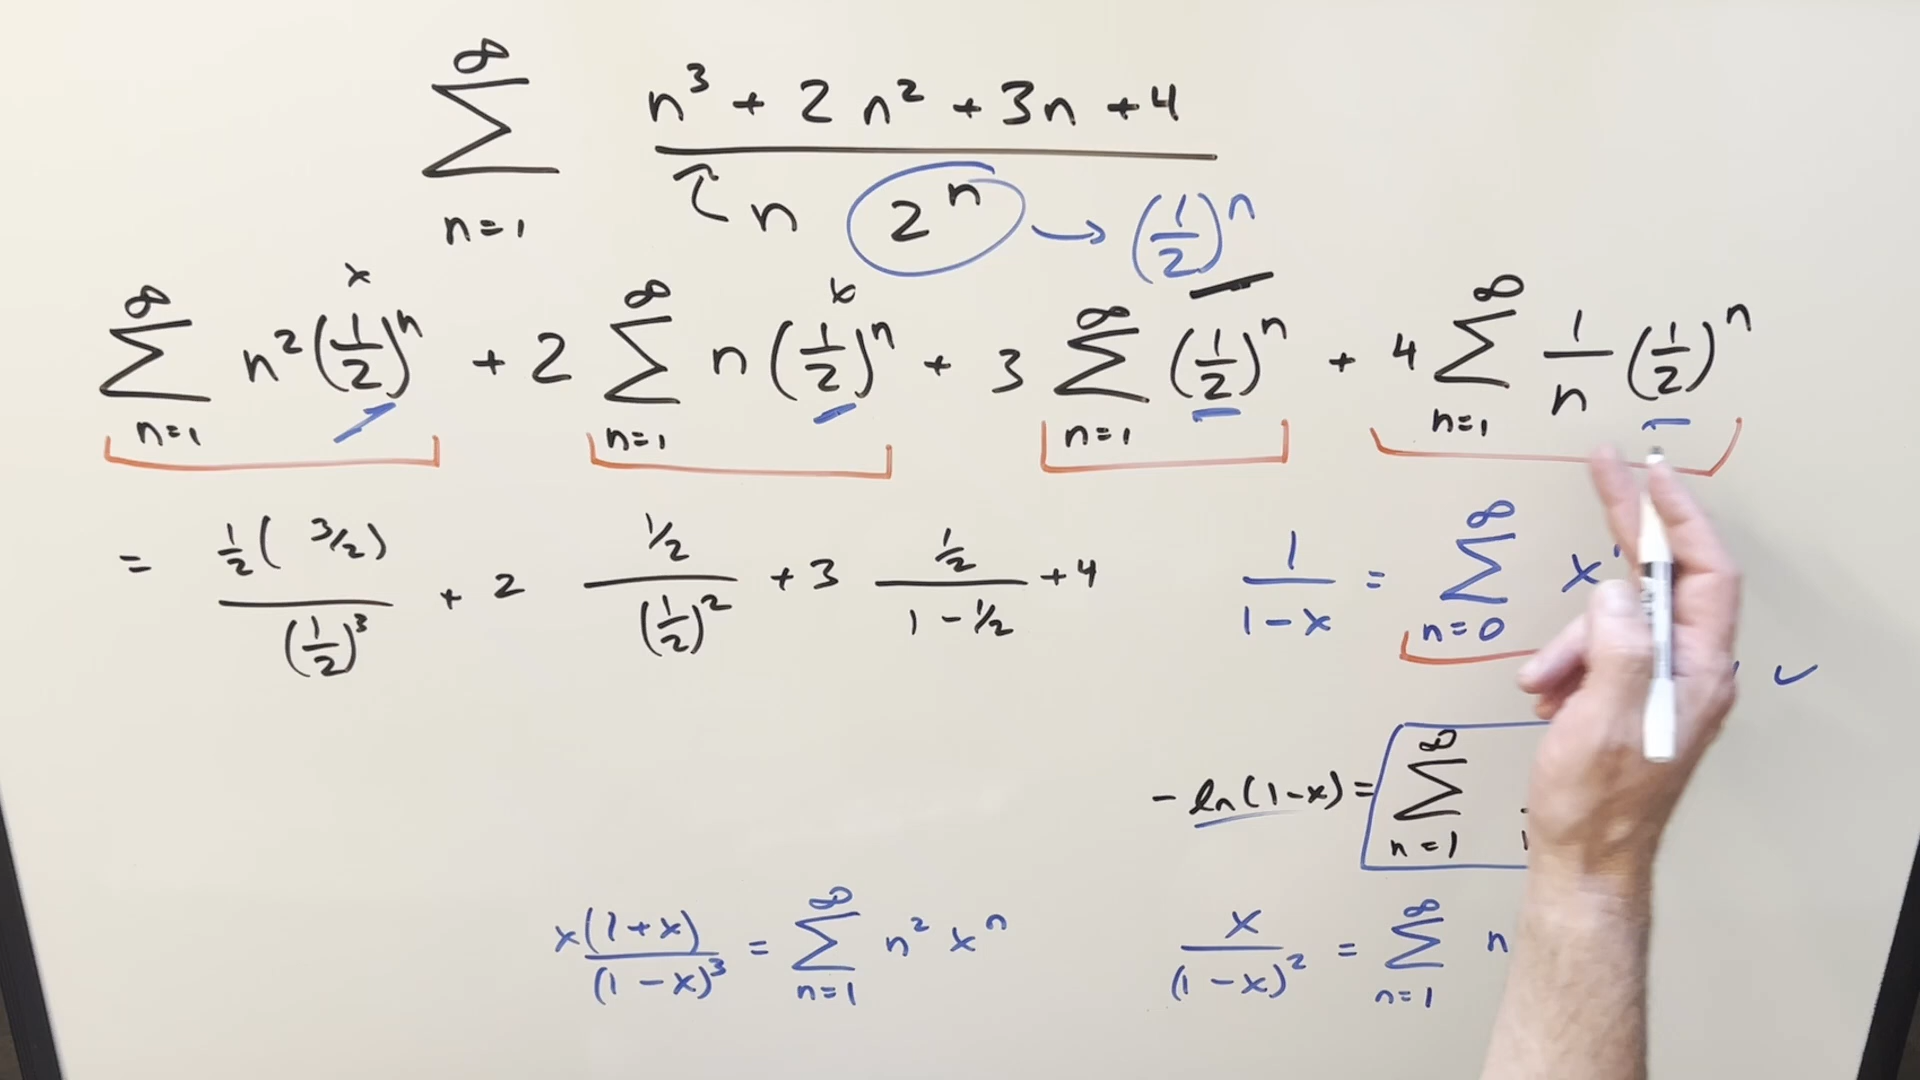 ∞
∑ n³ + 2n² + 3n + 4
n=1 n 2ⁿ → (1/2)ⁿ
x x
∞ ∞ ∞ ∞
∑ n² (1/2)ⁿ + 2 ∑ n (1/2)ⁿ + 3 ∑ (1/2)ⁿ + 4 ∑ 1/n (1/2)ⁿ
n=1 n=1 n=1 n=1
= 1/2( 3/2) / (1/2)³ + 2 1/2 / (1/2)² + 3 1/2 / 1 - 1/2 + 4
∞
1 / 1-x = ∑ x
n=0
✓
∞
- ln(1-x) = ∑
n=1
∞
x(1+x) / (1-x)³ = ∑ n² xⁿ
n=1
∞
x / (1-x)² = ∑ n
n=1